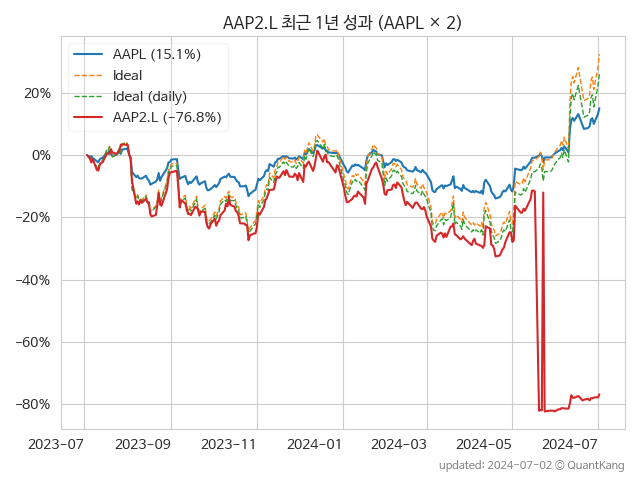 AAP2.L 최근 1년 성과 (AAPL × 2)
AAPL (15.1%)
Ideal
Ideal (daily)
AAP2.L (−76.8%)
20%
0%
−20%
−40%
−60%
−80%
2023-07 2023-09 2023-11 2024-01 2024-03 2024-05 2024-07
updated: 2024-07-02 © QuantKang